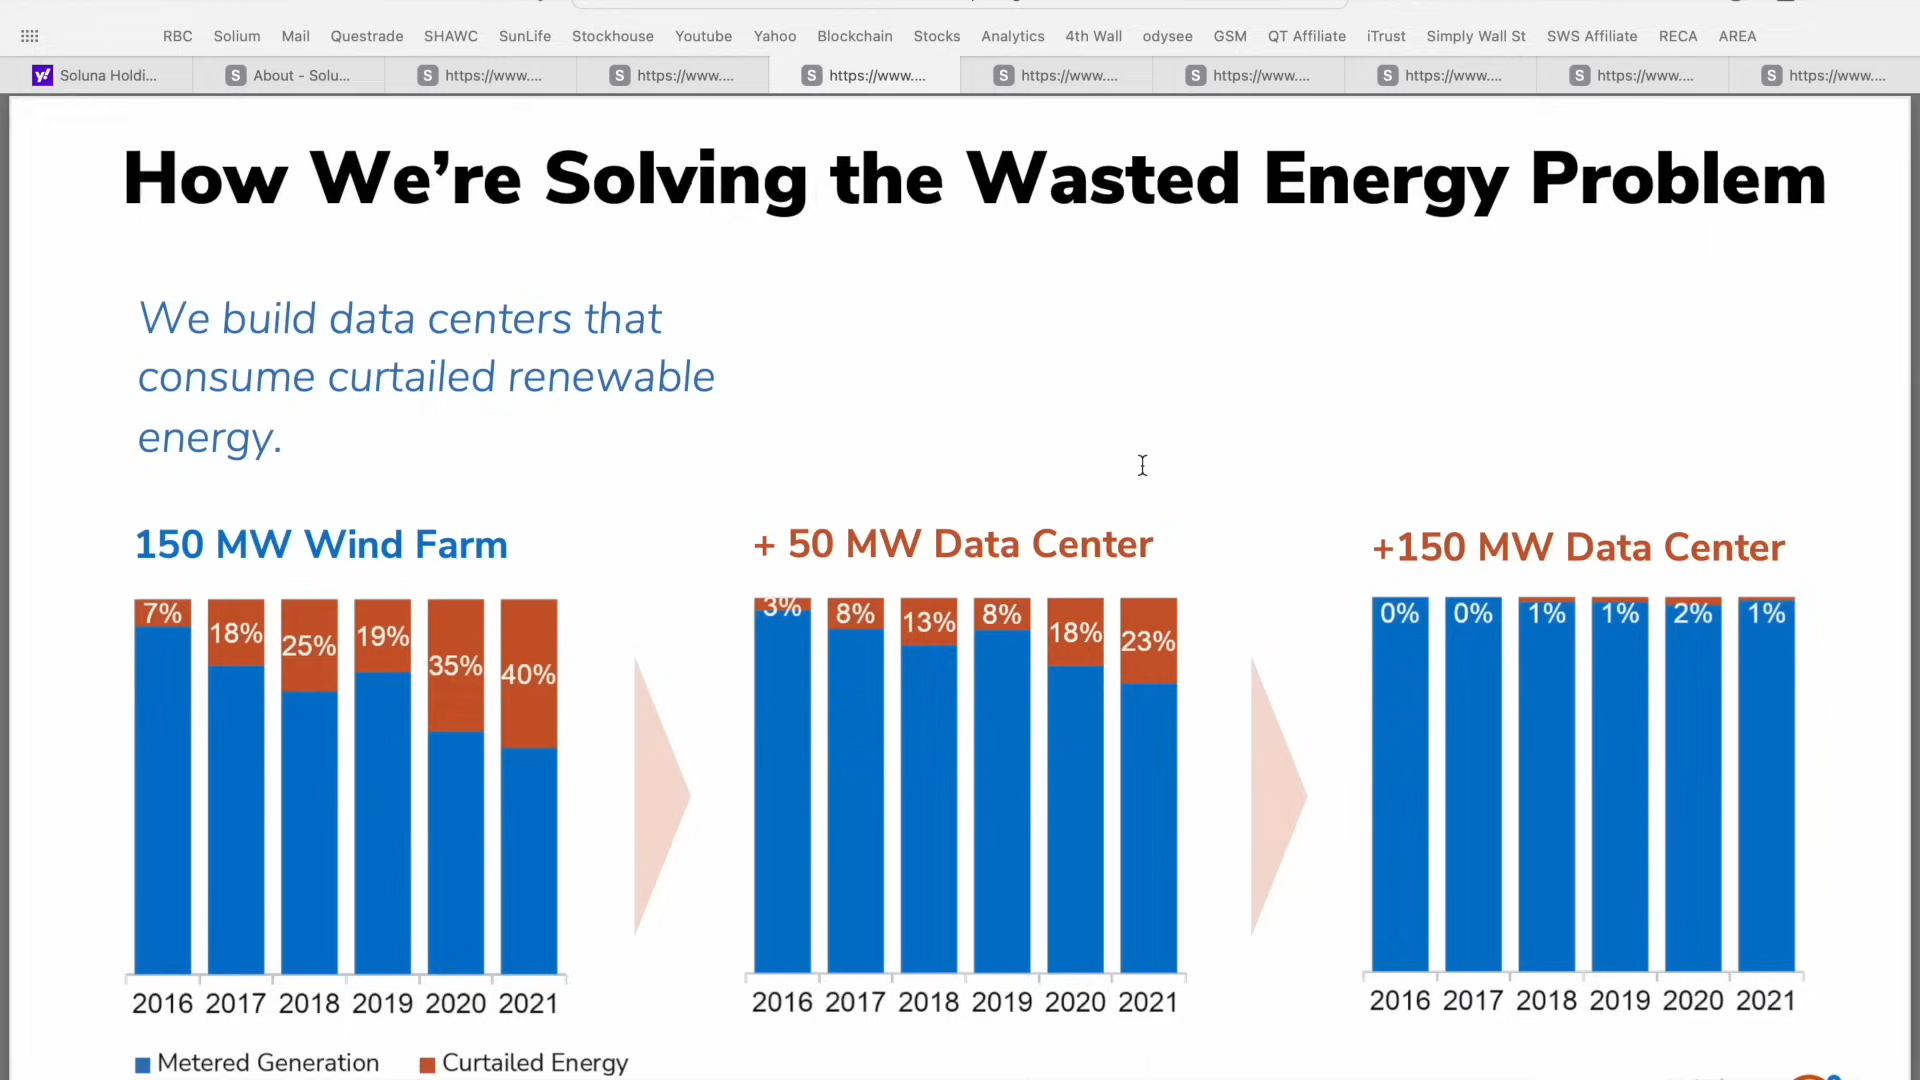 RBC Solium Mail Questrade SHAWC SunLife Stockhouse Youtube Yahoo Blockchain Stocks Analytics 4th Wall odysee GSM QT Affiliate iTrust Simply Wall St SWS Affiliate RECA AREA
y! Soluna Holdi... S About - Solu... S https://www.... S https://www.... S https://www.... S https://www.... S https://www.... S https://www.... S https://www.... S https://www....
How We're Solving the Wasted Energy Problem
We build data centers that
consume curtailed renewable
energy.
150 MW Wind Farm
7% 18% 25% 19% 35% 40%
2016 2017 2018 2019 2020 2021
+ 50 MW Data Center
3% 8% 13% 8% 18% 23%
2016 2017 2018 2019 2020 2021
+150 MW Data Center
0% 0% 1% 1% 2% 1%
2016 2017 2018 2019 2020 2021
Metered Generation Curtailed Energy